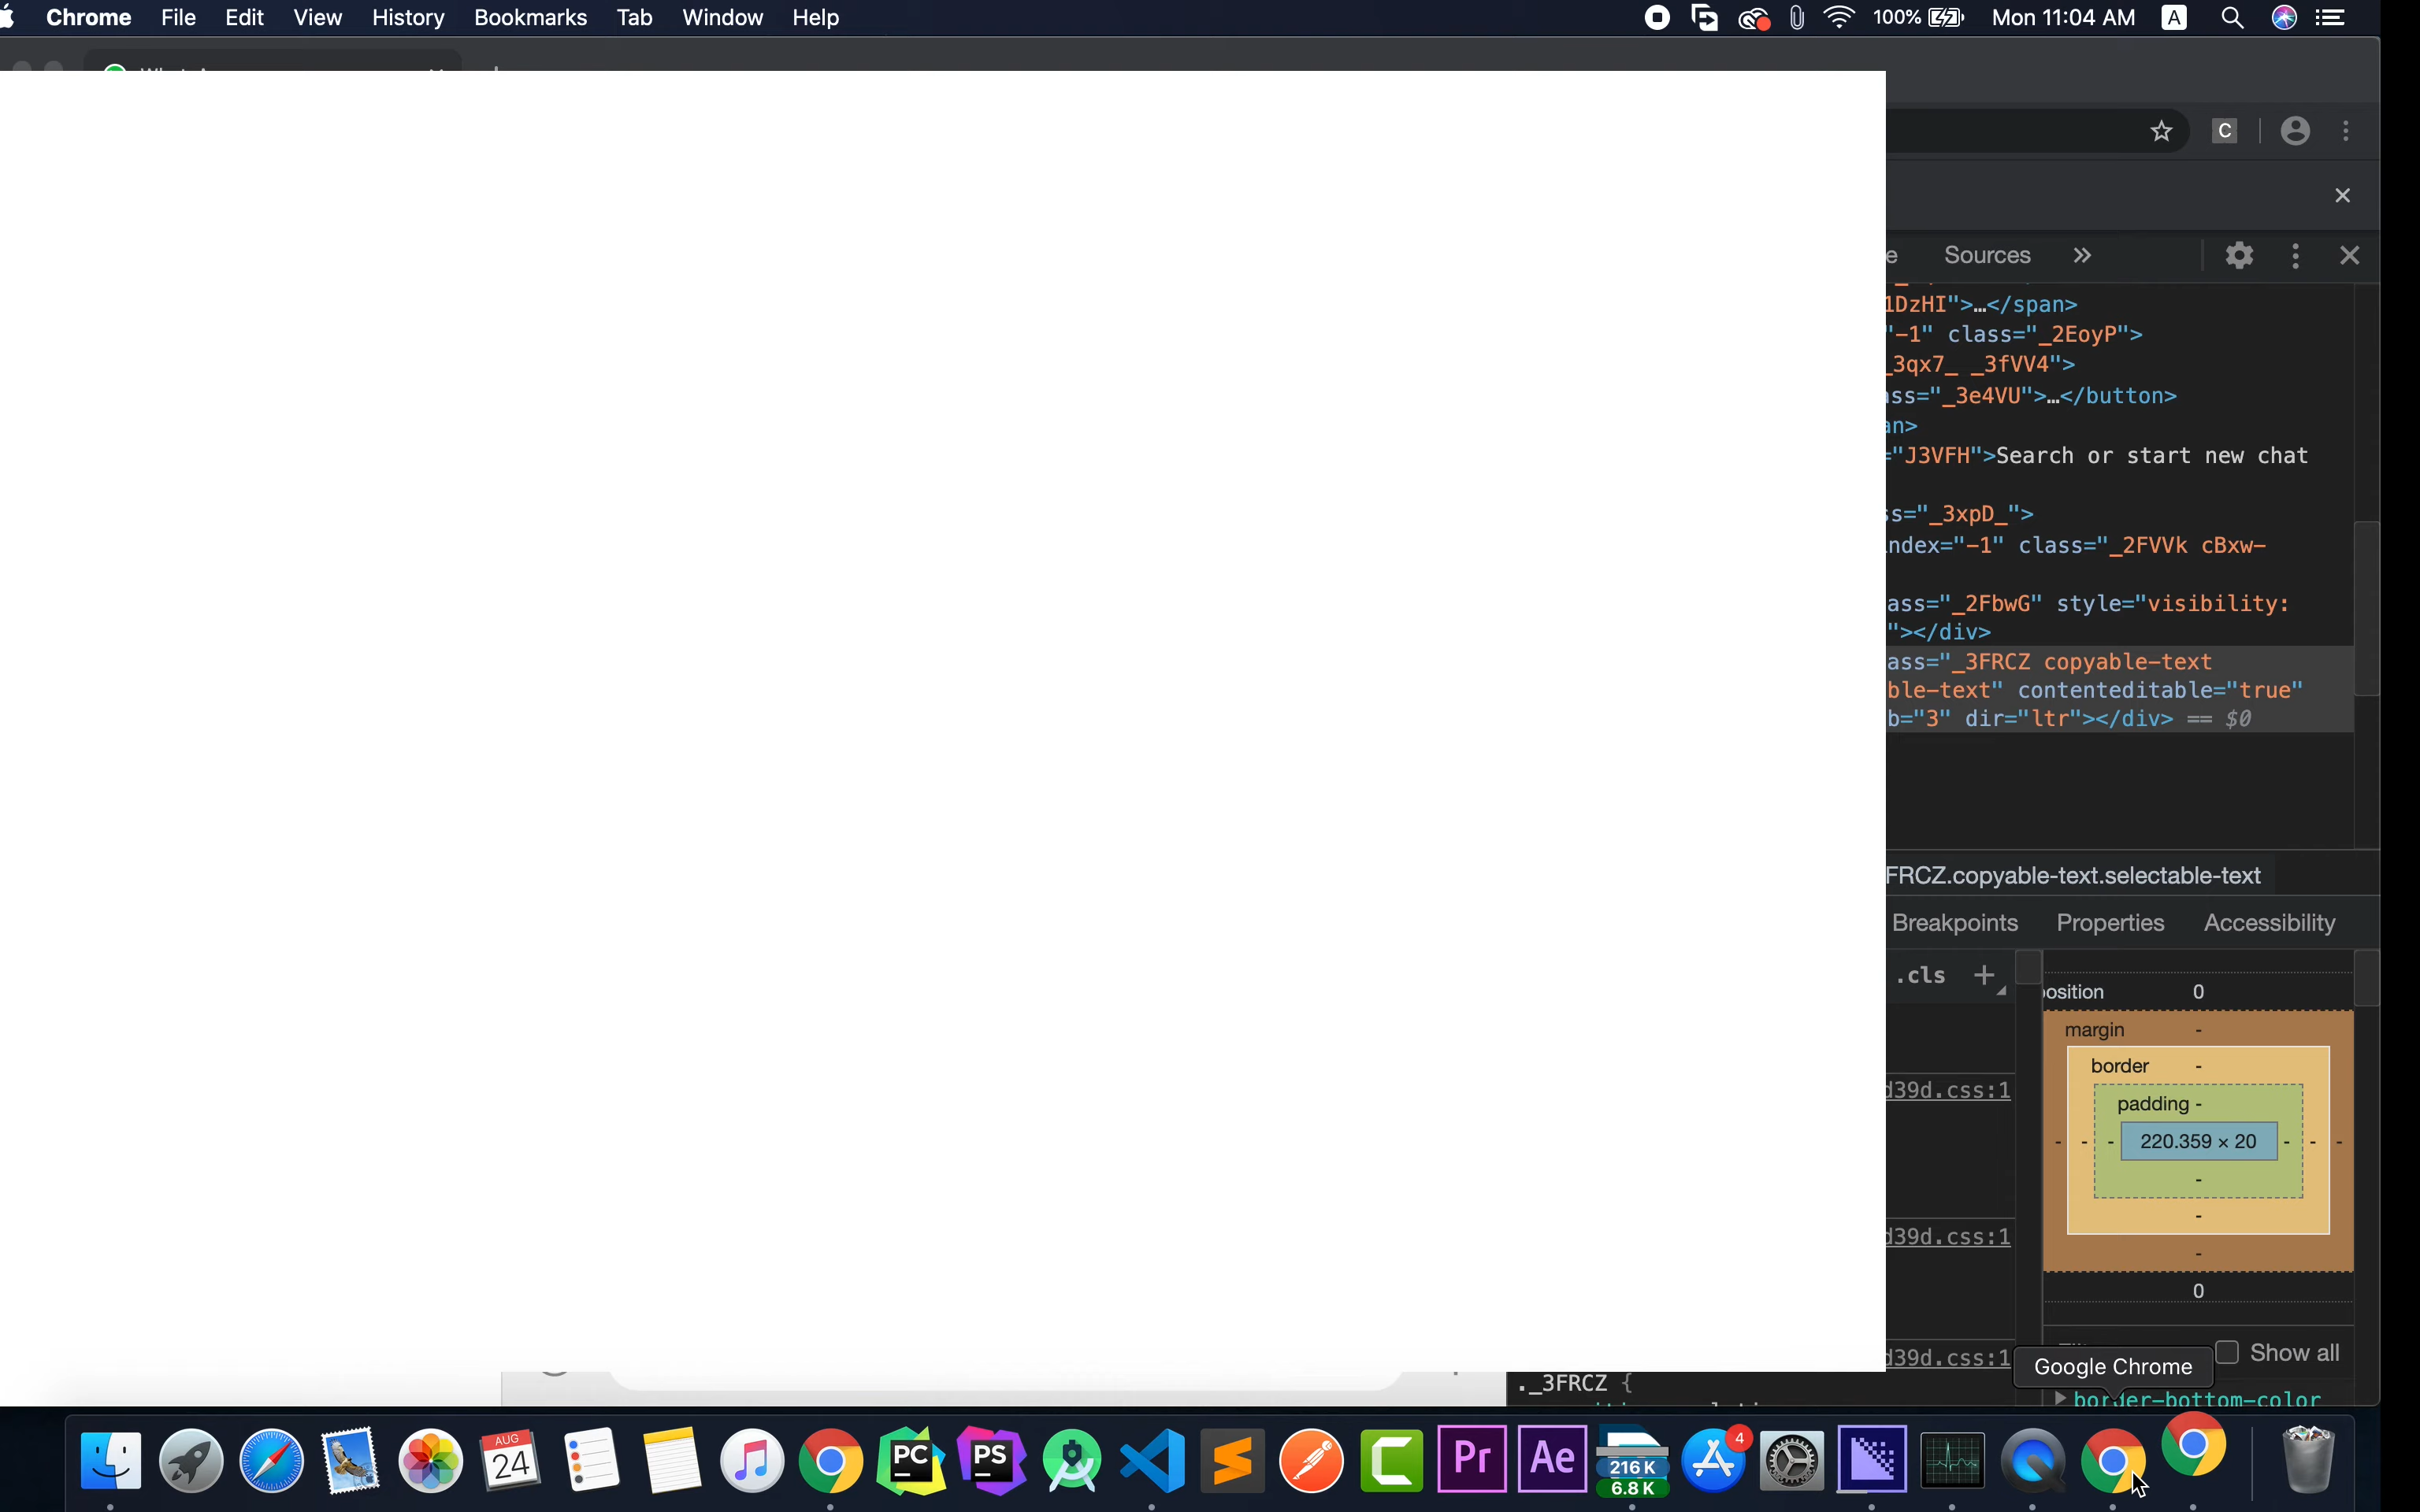 Chrome File Edit View History Bookmarks Tab Window Help 100% Mon 11:04 AM A
C
e Sources »
1DzHI">…</span>
"-1" class="_2EoyP">
_3qx7_ _3fVV4">
ss="_3e4VU">…</button>
an>
="J3VFH">Search or start new chat
s="_3xpD_">
ndex="-1" class="_2FVVk cBxw-
ass="_2FbwG" style="visibility:
"></div>
ass="_3FRCZ copyable-text
ble-text" contenteditable="true"
b="3" dir="ltr"></div> == $0
FRCZ.copyable-text.selectable-text
Breakpoints Properties Accessibility
.cls +
osition 0
margin -
border -
d39d.css:1
padding -
- - - 220.359 × 20 - - -
-
-
d39d.css:1
-
0
d39d.css:1
Show all
Google Chrome
._3FRCZ {
border-bottom-color
AUG
24
PC
PS
Pr
Ae
216 K
6.8 K
4